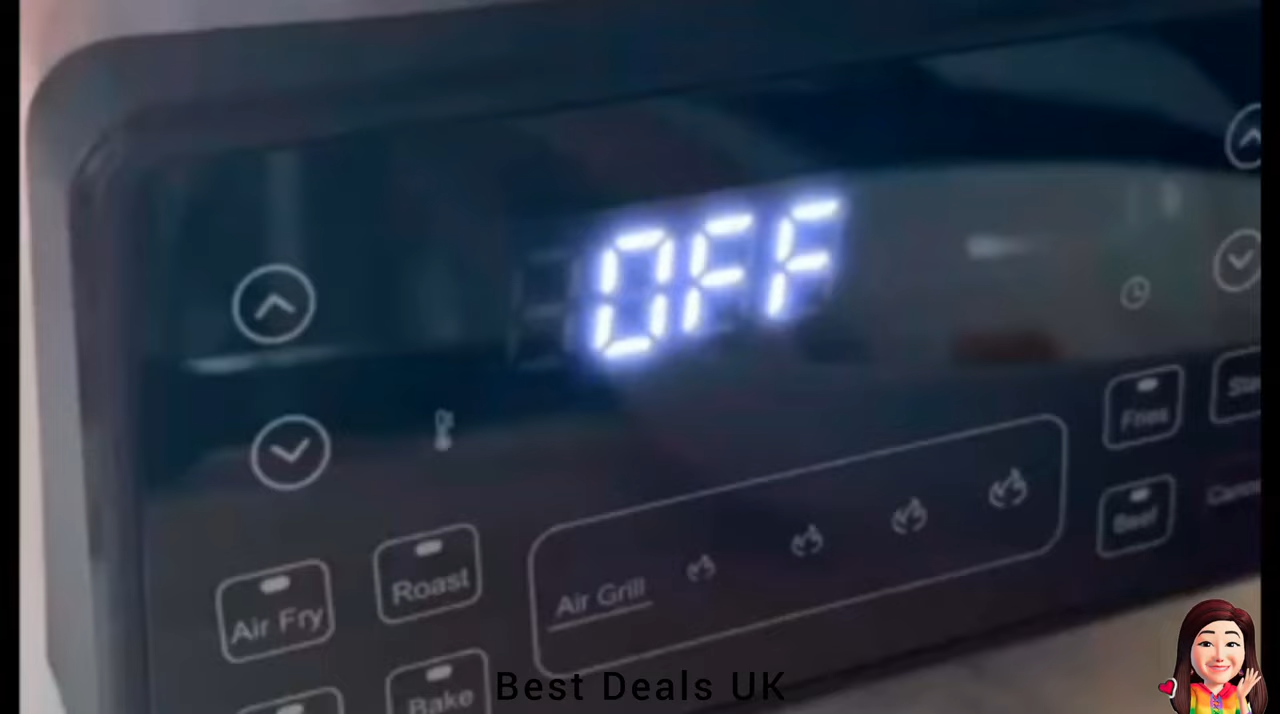 OFF
Fries
Air Fry
Roast
Air Grill
Beef
Bake
Best Deals UK